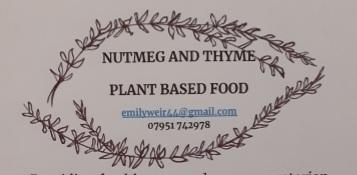 NUTMEG AND THYME
PLANT BASED FOOD
emilyweir44@gmail.com
07951 742978